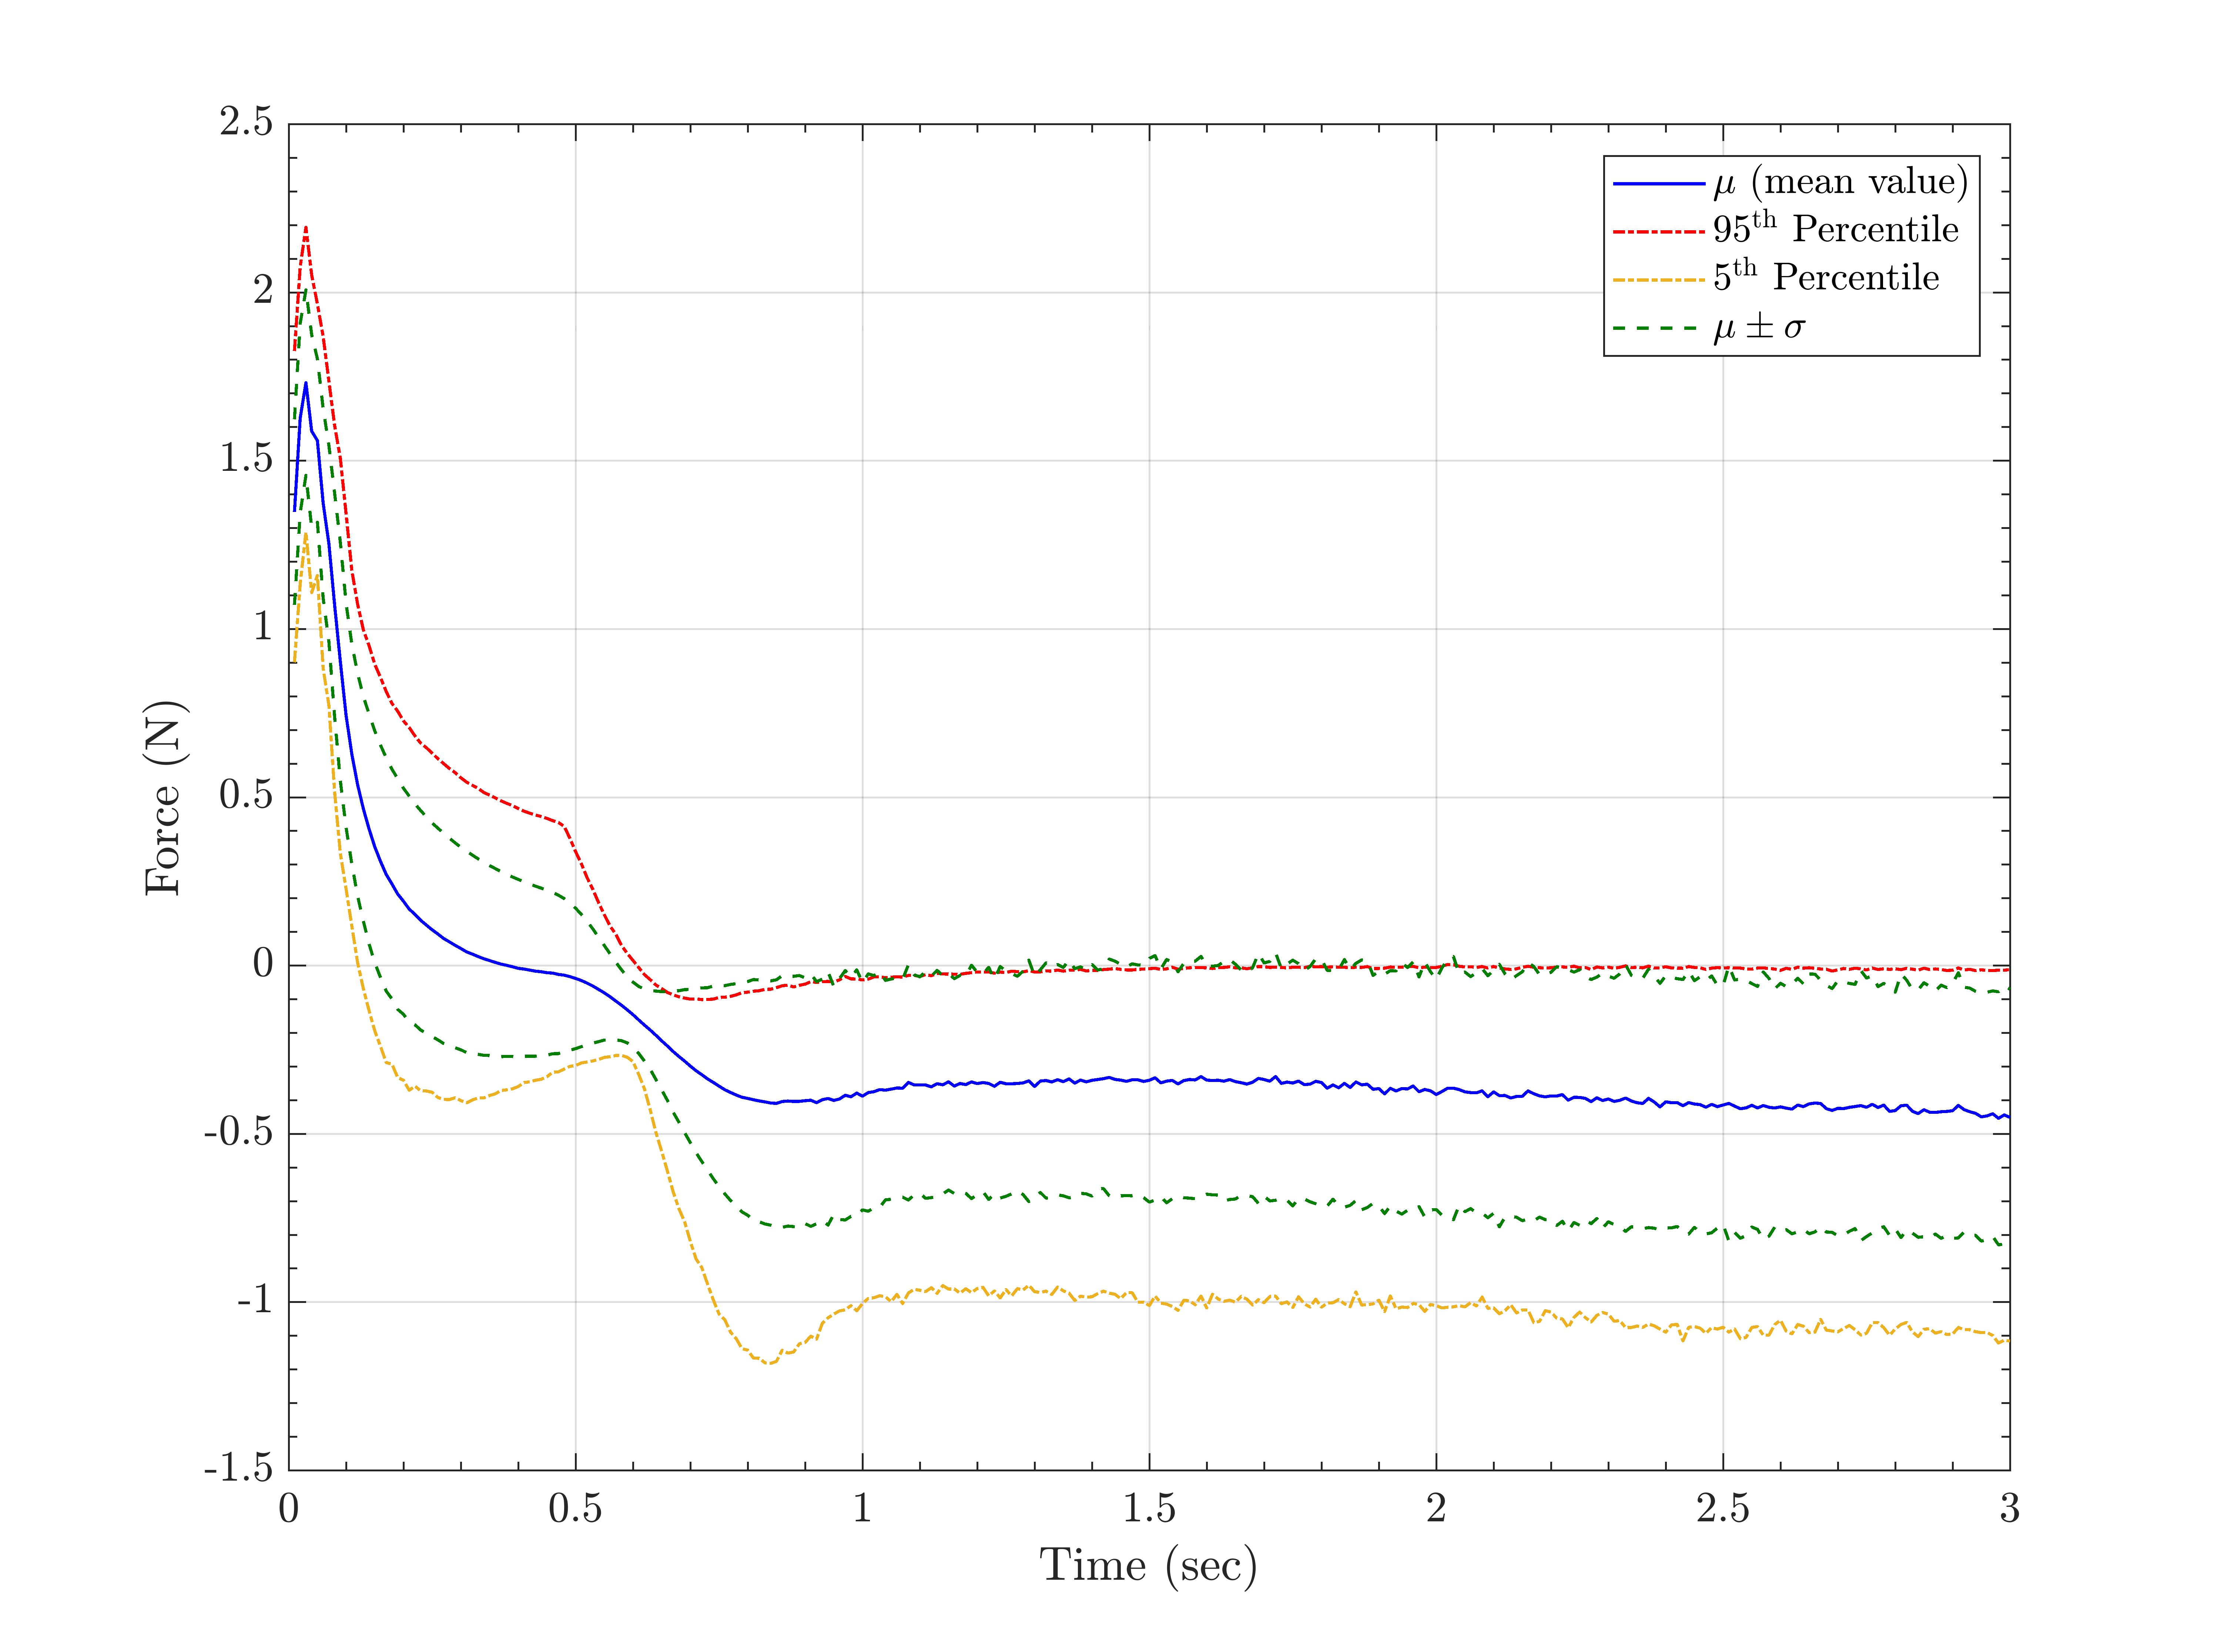 2.5
2
1.5
1
0.5
0
-0.5
-1
-1.5
Force (N)
0 0.5 1 1.5 2 2.5 3
Time (sec)
μ (mean value)
95th Percentile
5th Percentile
μ ± σ